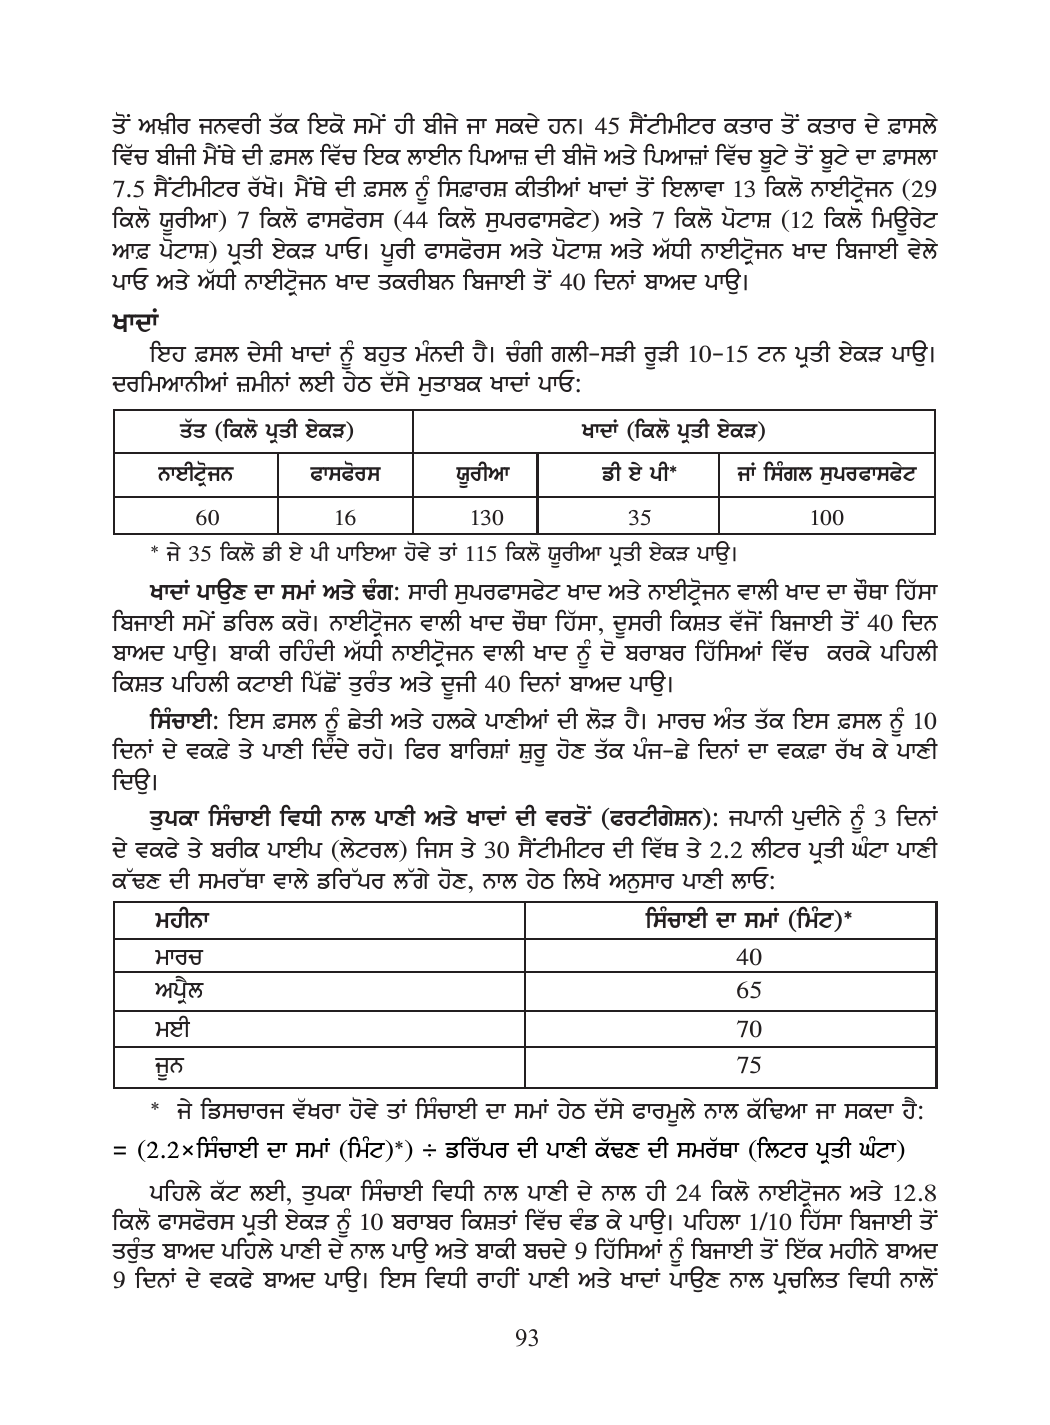 ਤੋਂ ਅਖ਼ੀਰ ਜਨਵਰੀ ਤੱਕ ਇਕੋ ਸਮੇਂ ਹੀ ਬੀਜੇ ਜਾ ਸਕਦੇ ਹਨ। 45 ਸੈਂਟੀਮੀਟਰ ਕਤਾਰ ਤੋਂ ਕਤਾਰ ਦੇ ਫ਼ਾਸਲੇ
ਵਿੱਚ ਬੀਜੀ ਮੈਂਥੇ ਦੀ ਫ਼ਸਲ ਵਿੱਚ ਇਕ ਲਾਈਨ ਪਿਆਜ਼ ਦੀ ਬੀਜੋ ਅਤੇ ਪਿਆਜ਼ਾਂ ਵਿੱਚ ਬੂਟੇ ਤੋਂ ਬੂਟੇ ਦਾ ਫ਼ਾਸਲਾ
7.5 ਸੈਂਟੀਮੀਟਰ ਰੱਖੋ। ਮੈਂਥੇ ਦੀ ਫ਼ਸਲ ਨੂੰ ਸਿਫ਼ਾਰਸ਼ ਕੀਤੀਆਂ ਖਾਦਾਂ ਤੋਂ ਇਲਾਵਾ 13 ਕਿਲੋ ਨਾਈਟ੍ਰੋਜਨ (29
ਕਿਲੋ ਯੂਰੀਆ) 7 ਕਿਲੋ ਫਾਸਫੋਰਸ (44 ਕਿਲੋ ਸੁਪਰਫਾਸਫੇਟ) ਅਤੇ 7 ਕਿਲੋ ਪੋਟਾਸ਼ (12 ਕਿਲੋ ਮਿਊਰੇਟ
ਆਫ਼ ਪੋਟਾਸ਼) ਪ੍ਰਤੀ ਏਕੜ ਪਾਓ। ਪੂਰੀ ਫਾਸਫੋਰਸ ਅਤੇ ਪੋਟਾਸ਼ ਅਤੇ ਅੱਧੀ ਨਾਈਟ੍ਰੋਜਨ ਖਾਦ ਬਿਜਾਈ ਵੇਲੇ
ਪਾਓ ਅਤੇ ਅੱਧੀ ਨਾਈਟ੍ਰੋਜਨ ਖਾਦ ਤਕਰੀਬਨ ਬਿਜਾਈ ਤੋਂ 40 ਦਿਨਾਂ ਬਾਅਦ ਪਾਉ।
ਖਾਦਾਂ
ਇਹ ਫ਼ਸਲ ਦੇਸੀ ਖਾਦਾਂ ਨੂੰ ਬਹੁਤ ਮੰਨਦੀ ਹੈ। ਚੰਗੀ ਗਲੀ-ਸੜੀ ਰੂੜੀ 10-15 ਟਨ ਪ੍ਰਤੀ ਏਕੜ ਪਾਉ।
ਦਰਮਿਆਨੀਆਂ ਜ਼ਮੀਨਾਂ ਲਈ ਹੇਠ ਦੱਸੇ ਮੁਤਾਬਕ ਖਾਦਾਂ ਪਾਓ:
ਤੱਤ (ਕਿਲੋ ਪ੍ਰਤੀ ਏਕੜ) ਖਾਦਾਂ (ਕਿਲੋ ਪ੍ਰਤੀ ਏਕੜ)
ਨਾਈਟ੍ਰੋਜਨ ਫਾਸਫੋਰਸ ਯੂਰੀਆ ਡੀ ਏ ਪੀ* ਜਾਂ ਸਿੰਗਲ ਸੁਪਰਫਾਸਫੇਟ
60 16 130 35 100
* ਜੇ 35 ਕਿਲੋ ਡੀ ਏ ਪੀ ਪਾਇਆ ਹੋਵੇ ਤਾਂ 115 ਕਿਲੋ ਯੂਰੀਆ ਪ੍ਰਤੀ ਏਕੜ ਪਾਉ।
ਖਾਦਾਂ ਪਾਉਣ ਦਾ ਸਮਾਂ ਅਤੇ ਢੰਗ: ਸਾਰੀ ਸੁਪਰਫਾਸਫੇਟ ਖਾਦ ਅਤੇ ਨਾਈਟ੍ਰੋਜਨ ਵਾਲੀ ਖਾਦ ਦਾ ਚੌਥਾ ਹਿੱਸਾ
ਬਿਜਾਈ ਸਮੇਂ ਡਰਿਲ ਕਰੋ। ਨਾਈਟ੍ਰੋਜਨ ਵਾਲੀ ਖਾਦ ਚੌਥਾ ਹਿੱਸਾ, ਦੂਸਰੀ ਕਿਸ਼ਤ ਵੱਜੋਂ ਬਿਜਾਈ ਤੋਂ 40 ਦਿਨ
ਬਾਅਦ ਪਾਉ। ਬਾਕੀ ਰਹਿੰਦੀ ਅੱਧੀ ਨਾਈਟ੍ਰੋਜਨ ਵਾਲੀ ਖਾਦ ਨੂੰ ਦੋ ਬਰਾਬਰ ਹਿੱਸਿਆਂ ਵਿੱਚ ਕਰਕੇ ਪਹਿਲੀ
ਕਿਸ਼ਤ ਪਹਿਲੀ ਕਟਾਈ ਪਿੱਛੋਂ ਤੁਰੰਤ ਅਤੇ ਦੂਜੀ 40 ਦਿਨਾਂ ਬਾਅਦ ਪਾਉ।
ਸਿੰਚਾਈ: ਇਸ ਫ਼ਸਲ ਨੂੰ ਛੇਤੀ ਅਤੇ ਹਲਕੇ ਪਾਣੀਆਂ ਦੀ ਲੋੜ ਹੈ। ਮਾਰਚ ਅੰਤ ਤੱਕ ਇਸ ਫ਼ਸਲ ਨੂੰ 10
ਦਿਨਾਂ ਦੇ ਵਕਫ਼ੇ ਤੇ ਪਾਣੀ ਦਿੰਦੇ ਰਹੋ। ਫਿਰ ਬਾਰਿਸ਼ਾਂ ਸ਼ੁਰੂ ਹੋਣ ਤੱਕ ਪੰਜ-ਛੇ ਦਿਨਾਂ ਦਾ ਵਕਫ਼ਾ ਰੱਖ ਕੇ ਪਾਣੀ
ਦਿਉ।
ਤੁਪਕਾ ਸਿੰਚਾਈ ਵਿਧੀ ਨਾਲ ਪਾਣੀ ਅਤੇ ਖਾਦਾਂ ਦੀ ਵਰਤੋਂ (ਫਰਟੀਗੇਸ਼ਨ): ਜਪਾਨੀ ਪੁਦੀਨੇ ਨੂੰ 3 ਦਿਨਾਂ
ਦੇ ਵਕਫੇ ਤੇ ਬਰੀਕ ਪਾਈਪ (ਲੇਟਰਲ) ਜਿਸ ਤੇ 30 ਸੈਂਟੀਮੀਟਰ ਦੀ ਵਿੱਥ ਤੇ 2.2 ਲੀਟਰ ਪ੍ਰਤੀ ਘੰਟਾ ਪਾਣੀ
ਕੱਢਣ ਦੀ ਸਮਰੱਥਾ ਵਾਲੇ ਡਰਿੱਪਰ ਲੱਗੇ ਹੋਣ, ਨਾਲ ਹੇਠ ਲਿਖੇ ਅਨੁਸਾਰ ਪਾਣੀ ਲਾਓ:
ਮਹੀਨਾ ਸਿੰਚਾਈ ਦਾ ਸਮਾਂ (ਮਿੰਟ)*
ਮਾਰਚ 40
ਅਪ੍ਰੈਲ 65
ਮਈ 70
ਜੂਨ 75
* ਜੇ ਡਿਸਚਾਰਜ ਵੱਖਰਾ ਹੋਵੇ ਤਾਂ ਸਿੰਚਾਈ ਦਾ ਸਮਾਂ ਹੇਠ ਦੱਸੇ ਫਾਰਮੂਲੇ ਨਾਲ ਕੱਢਿਆ ਜਾ ਸਕਦਾ ਹੈ:
= (2.2×ਸਿੰਚਾਈ ਦਾ ਸਮਾਂ (ਮਿੰਟ)*) ÷ ਡਰਿੱਪਰ ਦੀ ਪਾਣੀ ਕੱਢਣ ਦੀ ਸਮਰੱਥਾ (ਲਿਟਰ ਪ੍ਰਤੀ ਘੰਟਾ)
ਪਹਿਲੇ ਕੱਟ ਲਈ, ਤੁਪਕਾ ਸਿੰਚਾਈ ਵਿਧੀ ਨਾਲ ਪਾਣੀ ਦੇ ਨਾਲ ਹੀ 24 ਕਿਲੋ ਨਾਈਟ੍ਰੋਜਨ ਅਤੇ 12.8
ਕਿਲੋ ਫਾਸਫੋਰਸ ਪ੍ਰਤੀ ਏਕੜ ਨੂੰ 10 ਬਰਾਬਰ ਕਿਸ਼ਤਾਂ ਵਿੱਚ ਵੰਡ ਕੇ ਪਾਉ। ਪਹਿਲਾ 1/10 ਹਿੱਸਾ ਬਿਜਾਈ ਤੋਂ
ਤਰੁੰਤ ਬਾਅਦ ਪਹਿਲੇ ਪਾਣੀ ਦੇ ਨਾਲ ਪਾਉ ਅਤੇ ਬਾਕੀ ਬਚਦੇ 9 ਹਿੱਸਿਆਂ ਨੂੰ ਬਿਜਾਈ ਤੋਂ ਇੱਕ ਮਹੀਨੇ ਬਾਅਦ
9 ਦਿਨਾਂ ਦੇ ਵਕਫੇ ਬਾਅਦ ਪਾਉ। ਇਸ ਵਿਧੀ ਰਾਹੀਂ ਪਾਣੀ ਅਤੇ ਖਾਦਾਂ ਪਾਉਣ ਨਾਲ ਪ੍ਰਚਲਿਤ ਵਿਧੀ ਨਾਲੋਂ
93